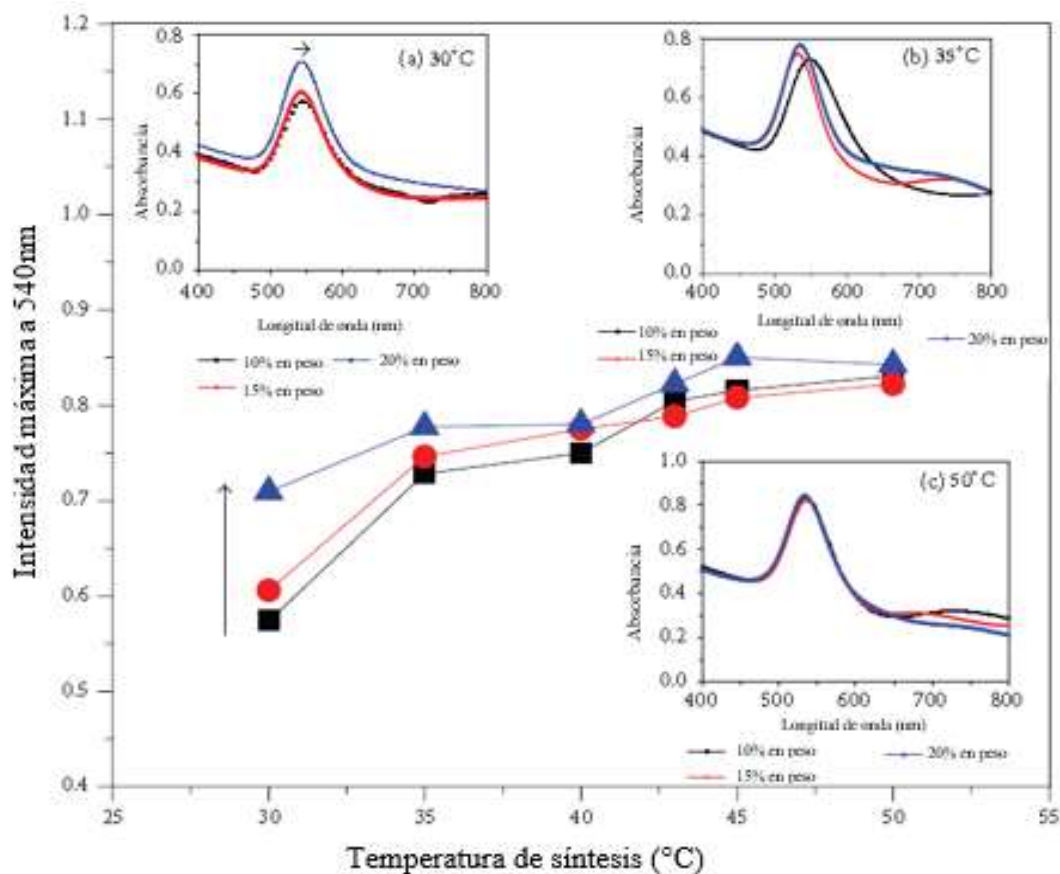 Intensidad máxima a 540nm
1.2
1.1
1.0
0.9
0.8
0.7
0.6
0.5
0.4
25
30
35
40
45
50
55
Temperatura de síntesis (°C)
(a) 30°C
Absorbancia
0.8
0.6
0.4
0.2
0.0
400
500
600
700
800
Longitud de onda (nm)
10% en peso
20% en peso
15% en peso
(b) 35°C
Absorbancia
0.8
0.6
0.4
0.2
0.0
400
500
600
700
800
Longitud de onda (nm)
10% en peso
20% en peso
15% en peso
(c) 50°C
Absorbancia
1.0
0.8
0.6
0.4
0.2
0.0
400
500
600
700
800
Longitud de onda (nm)
10% en peso
20% en peso
15% en peso